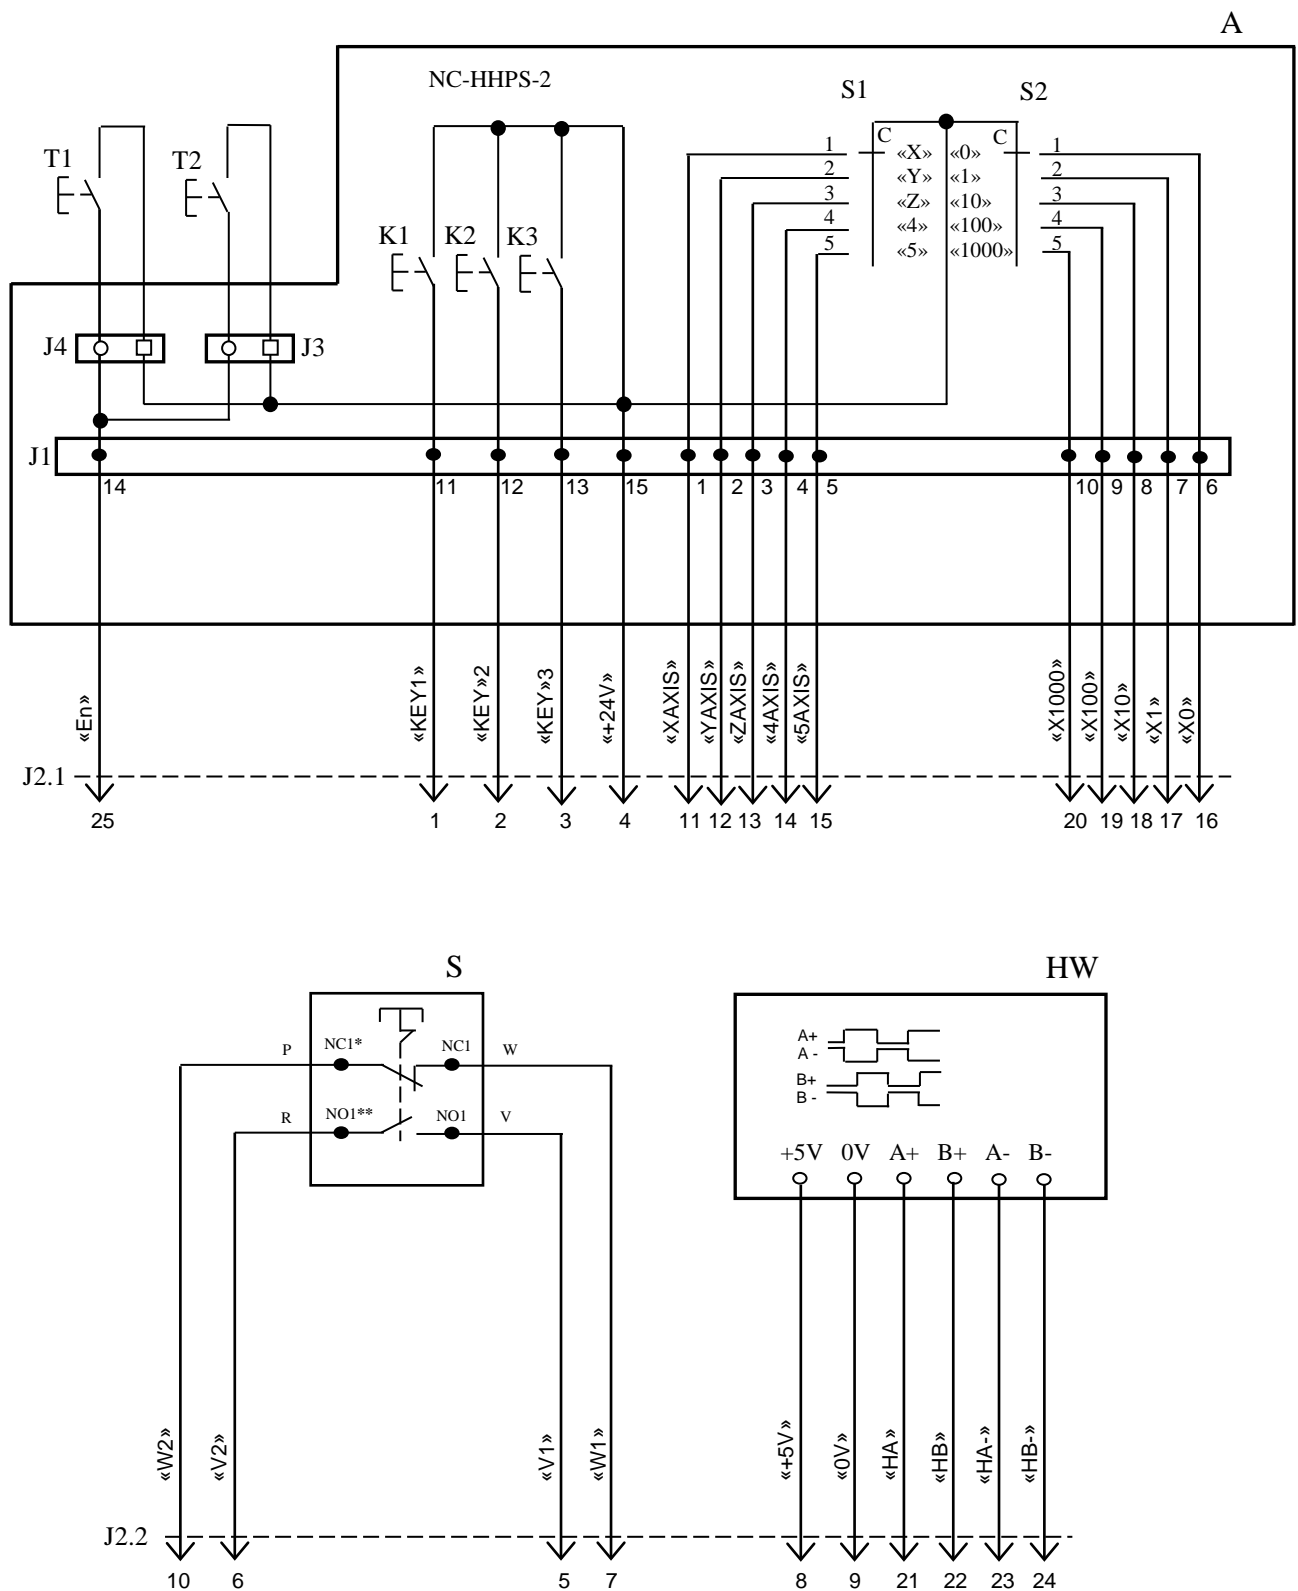 A
NC-HHPS-2
S1 S2
T1 T2
C C
1 «X» «0» 1
2 «Y» «1» 2
3 «Z» «10» 3
4 «4» «100» 4
5 «5» «1000» 5
K1 K2 K3
J4 J3
J1
14 11 12 13 15 1 2 3 4 5 10 9 8 7 6
«En» «KEY1» «KEY»2 «KEY»3 «+24V» «XAXIS» «YAXIS» «ZAXIS» «4AXIS» «5AXIS» «X1000» «X100» «X10» «X1» «X0»
J2.1
25 1 2 3 4 11 12 13 14 15 20 19 18 17 16
S HW
P NC1* NC1 W
R NO1** NO1 V
A+
A -
B+
B -
+5V 0V A+ B+ A- B-
«W2» «V2» «V1» «W1» «+5V» «0V» «HA» «HB» «HA-» «HB-»
J2.2
10 6 5 7 8 9 21 22 23 24